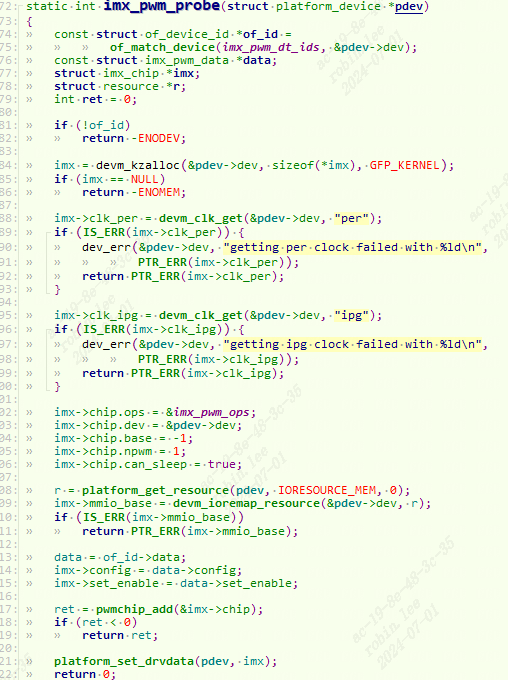 72: static int imx_pwm_probe(struct platform_device *pdev)
73: {
74: » const struct of_device_id *of_id =
75: » » » of_match_device(imx_pwm_dt_ids, &pdev->dev);
76: » const struct imx_pwm_data *data;
77: » struct imx_chip *imx;
78: » struct resource *r;
79: » int ret = 0;
80:
81: » if (!of_id)
82: » » return -ENODEV;
83:
84: » imx = devm_kzalloc(&pdev->dev, sizeof(*imx), GFP_KERNEL);
85: » if (imx == NULL)
86: » » return -ENOMEM;
87:
88: » imx->clk_per = devm_clk_get(&pdev->dev, "per");
89: » if (IS_ERR(imx->clk_per)) {
90: » » dev_err(&pdev->dev, "getting per clock failed with %ld\n",
91: » » » » PTR_ERR(imx->clk_per));
92: » » return PTR_ERR(imx->clk_per);
93: » }
94:
95: » imx->clk_ipg = devm_clk_get(&pdev->dev, "ipg");
96: » if (IS_ERR(imx->clk_ipg)) {
97: » » dev_err(&pdev->dev, "getting ipg clock failed with %ld\n",
98: » » » » PTR_ERR(imx->clk_ipg));
99: » » return PTR_ERR(imx->clk_ipg);
00: » }
01:
02: » imx->chip.ops = &imx_pwm_ops;
03: » imx->chip.dev = &pdev->dev;
04: » imx->chip.base = -1;
05: » imx->chip.npwm = 1;
06: » imx->chip.can_sleep = true;
07:
08: » r = platform_get_resource(pdev, IORESOURCE_MEM, 0);
09: » imx->mmio_base = devm_ioremap_resource(&pdev->dev, r);
10: » if (IS_ERR(imx->mmio_base))
11: » » return PTR_ERR(imx->mmio_base);
12:
13: » data = of_id->data;
14: » imx->config = data->config;
15: » imx->set_enable = data->set_enable;
16:
17: » ret = pwmchip_add(&imx->chip);
18: » if (ret < 0)
19: » » return ret;
20:
21: » platform_set_drvdata(pdev, imx);
22: » return 0;
ac-19-8e-48-3c-35
robin.lee
2024-07-01